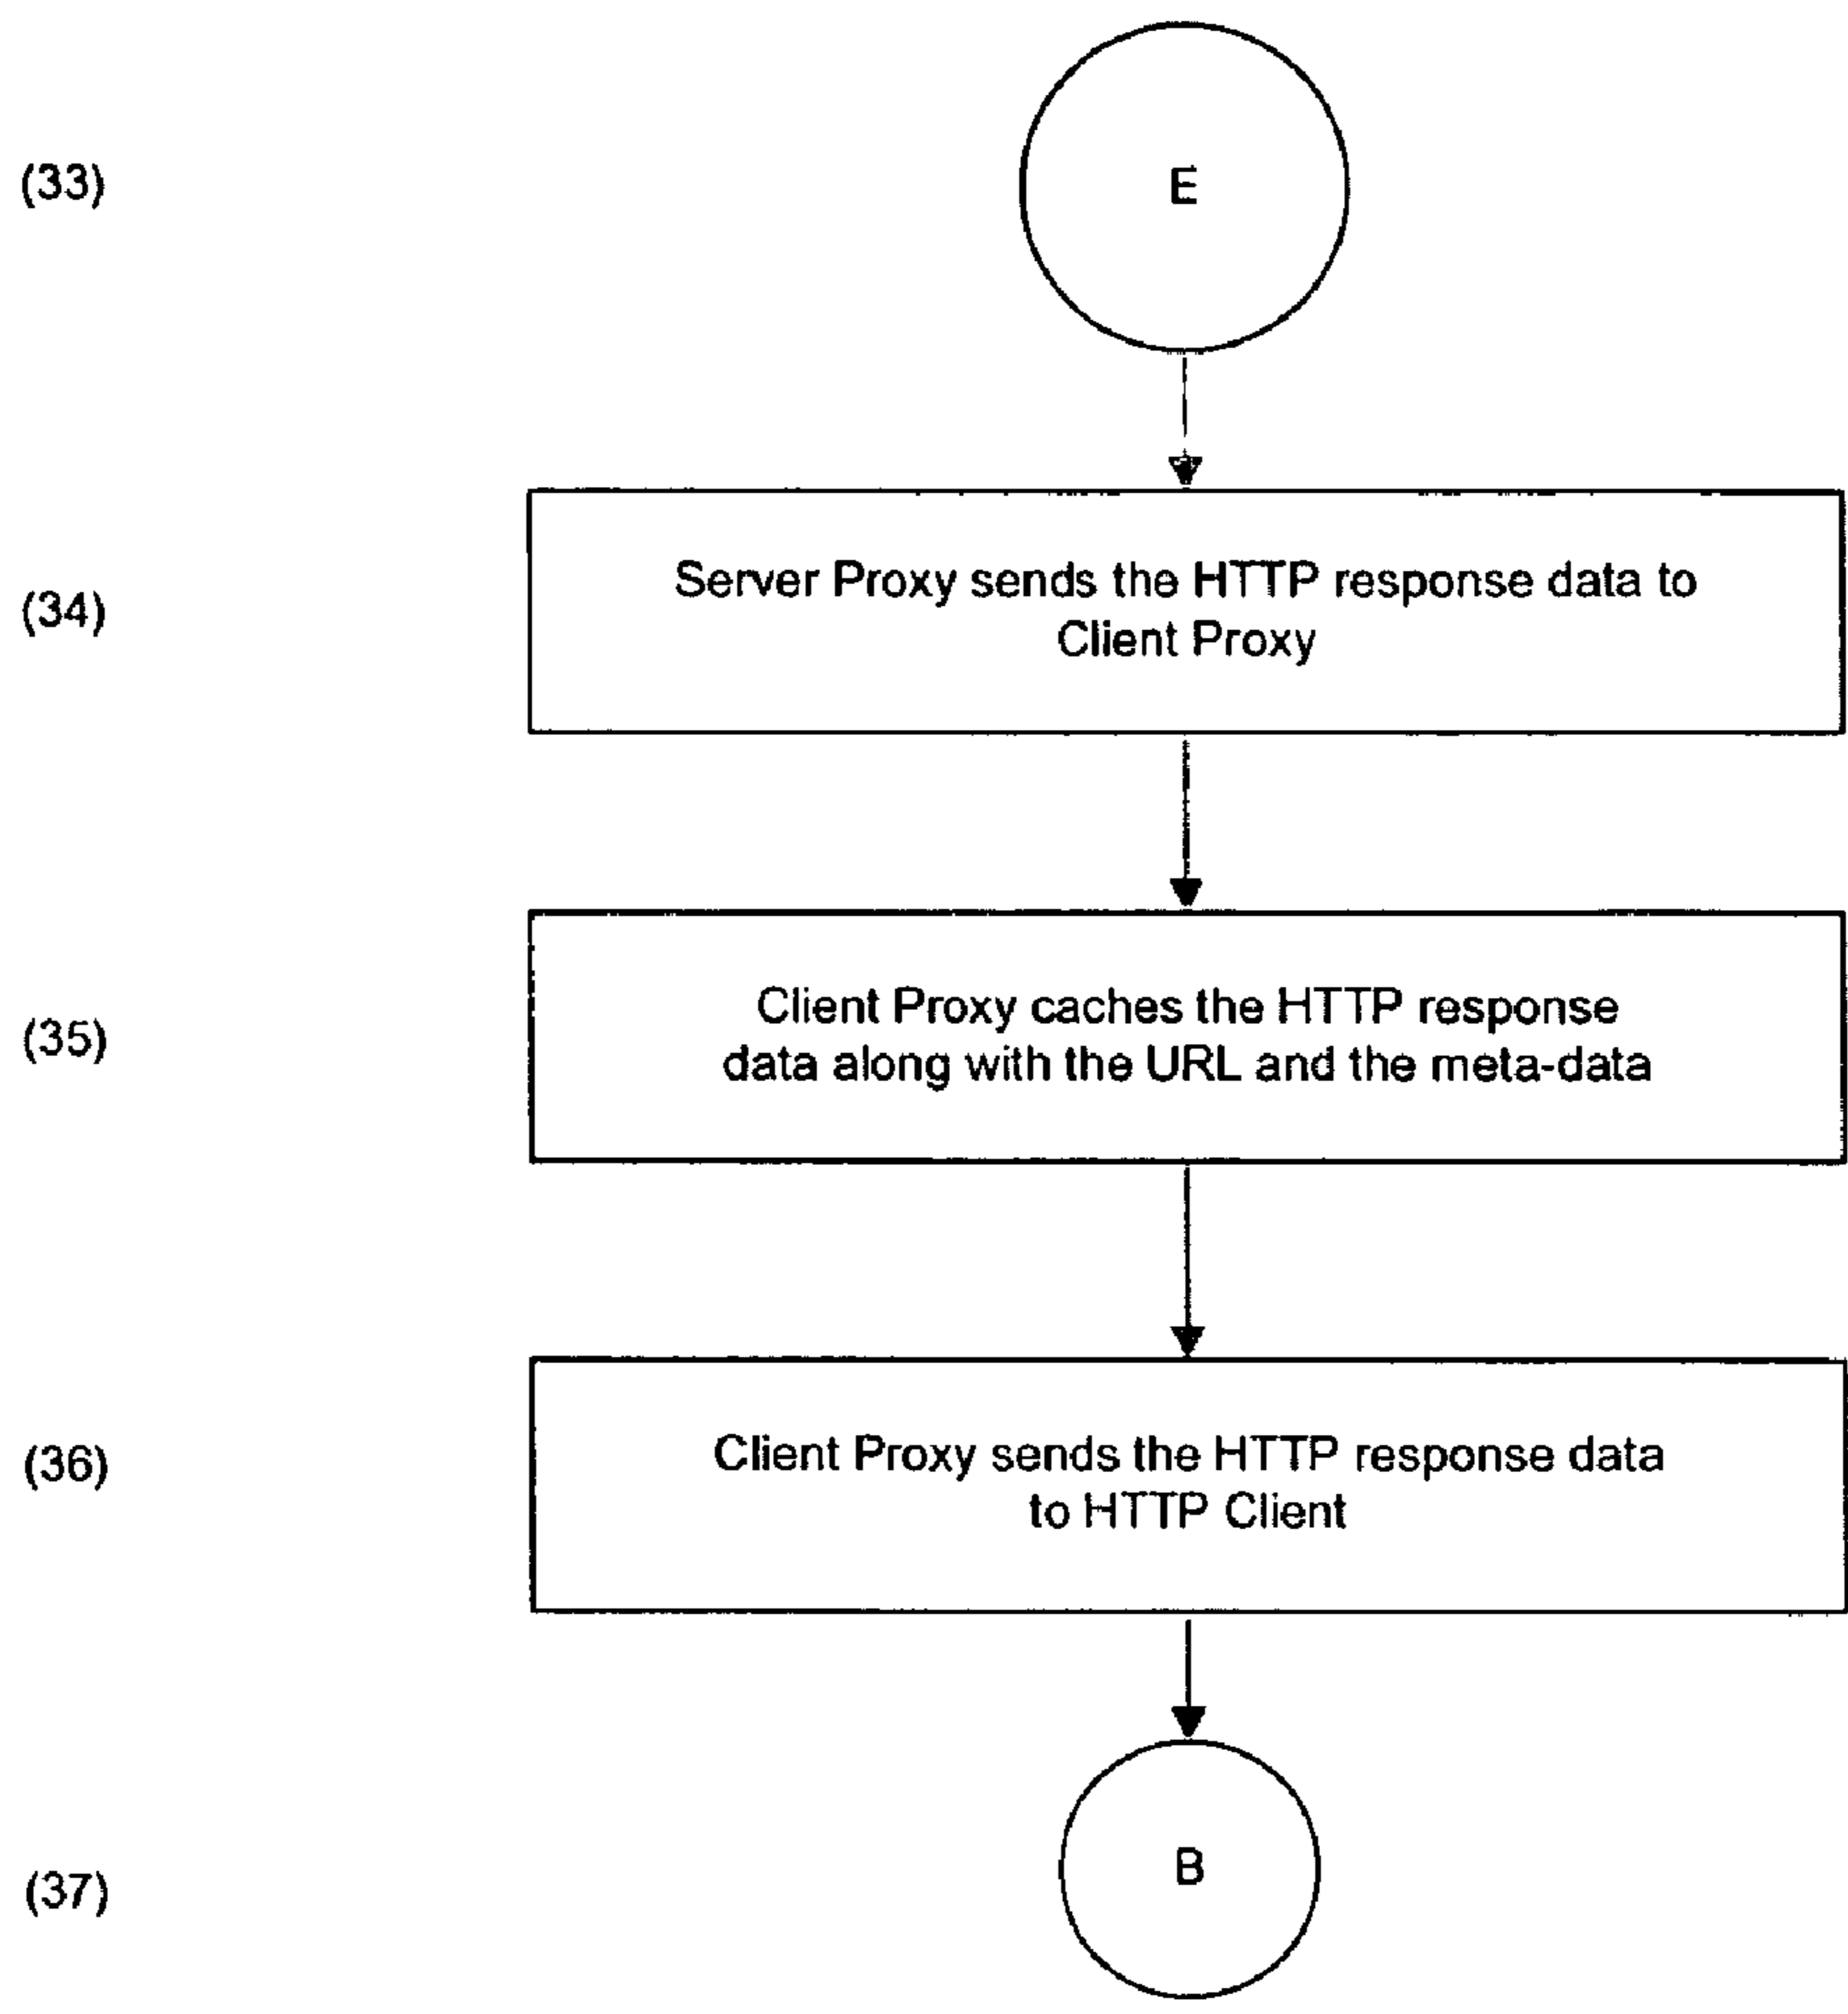 (33)
E
(34)
Server Proxy sends the HTTP response data to
Client Proxy
(35)
Client Proxy caches the HTTP response
data along with the URL and the meta-data
(36)
Client Proxy sends the HTTP response data
to HTTP Client
(37)
B